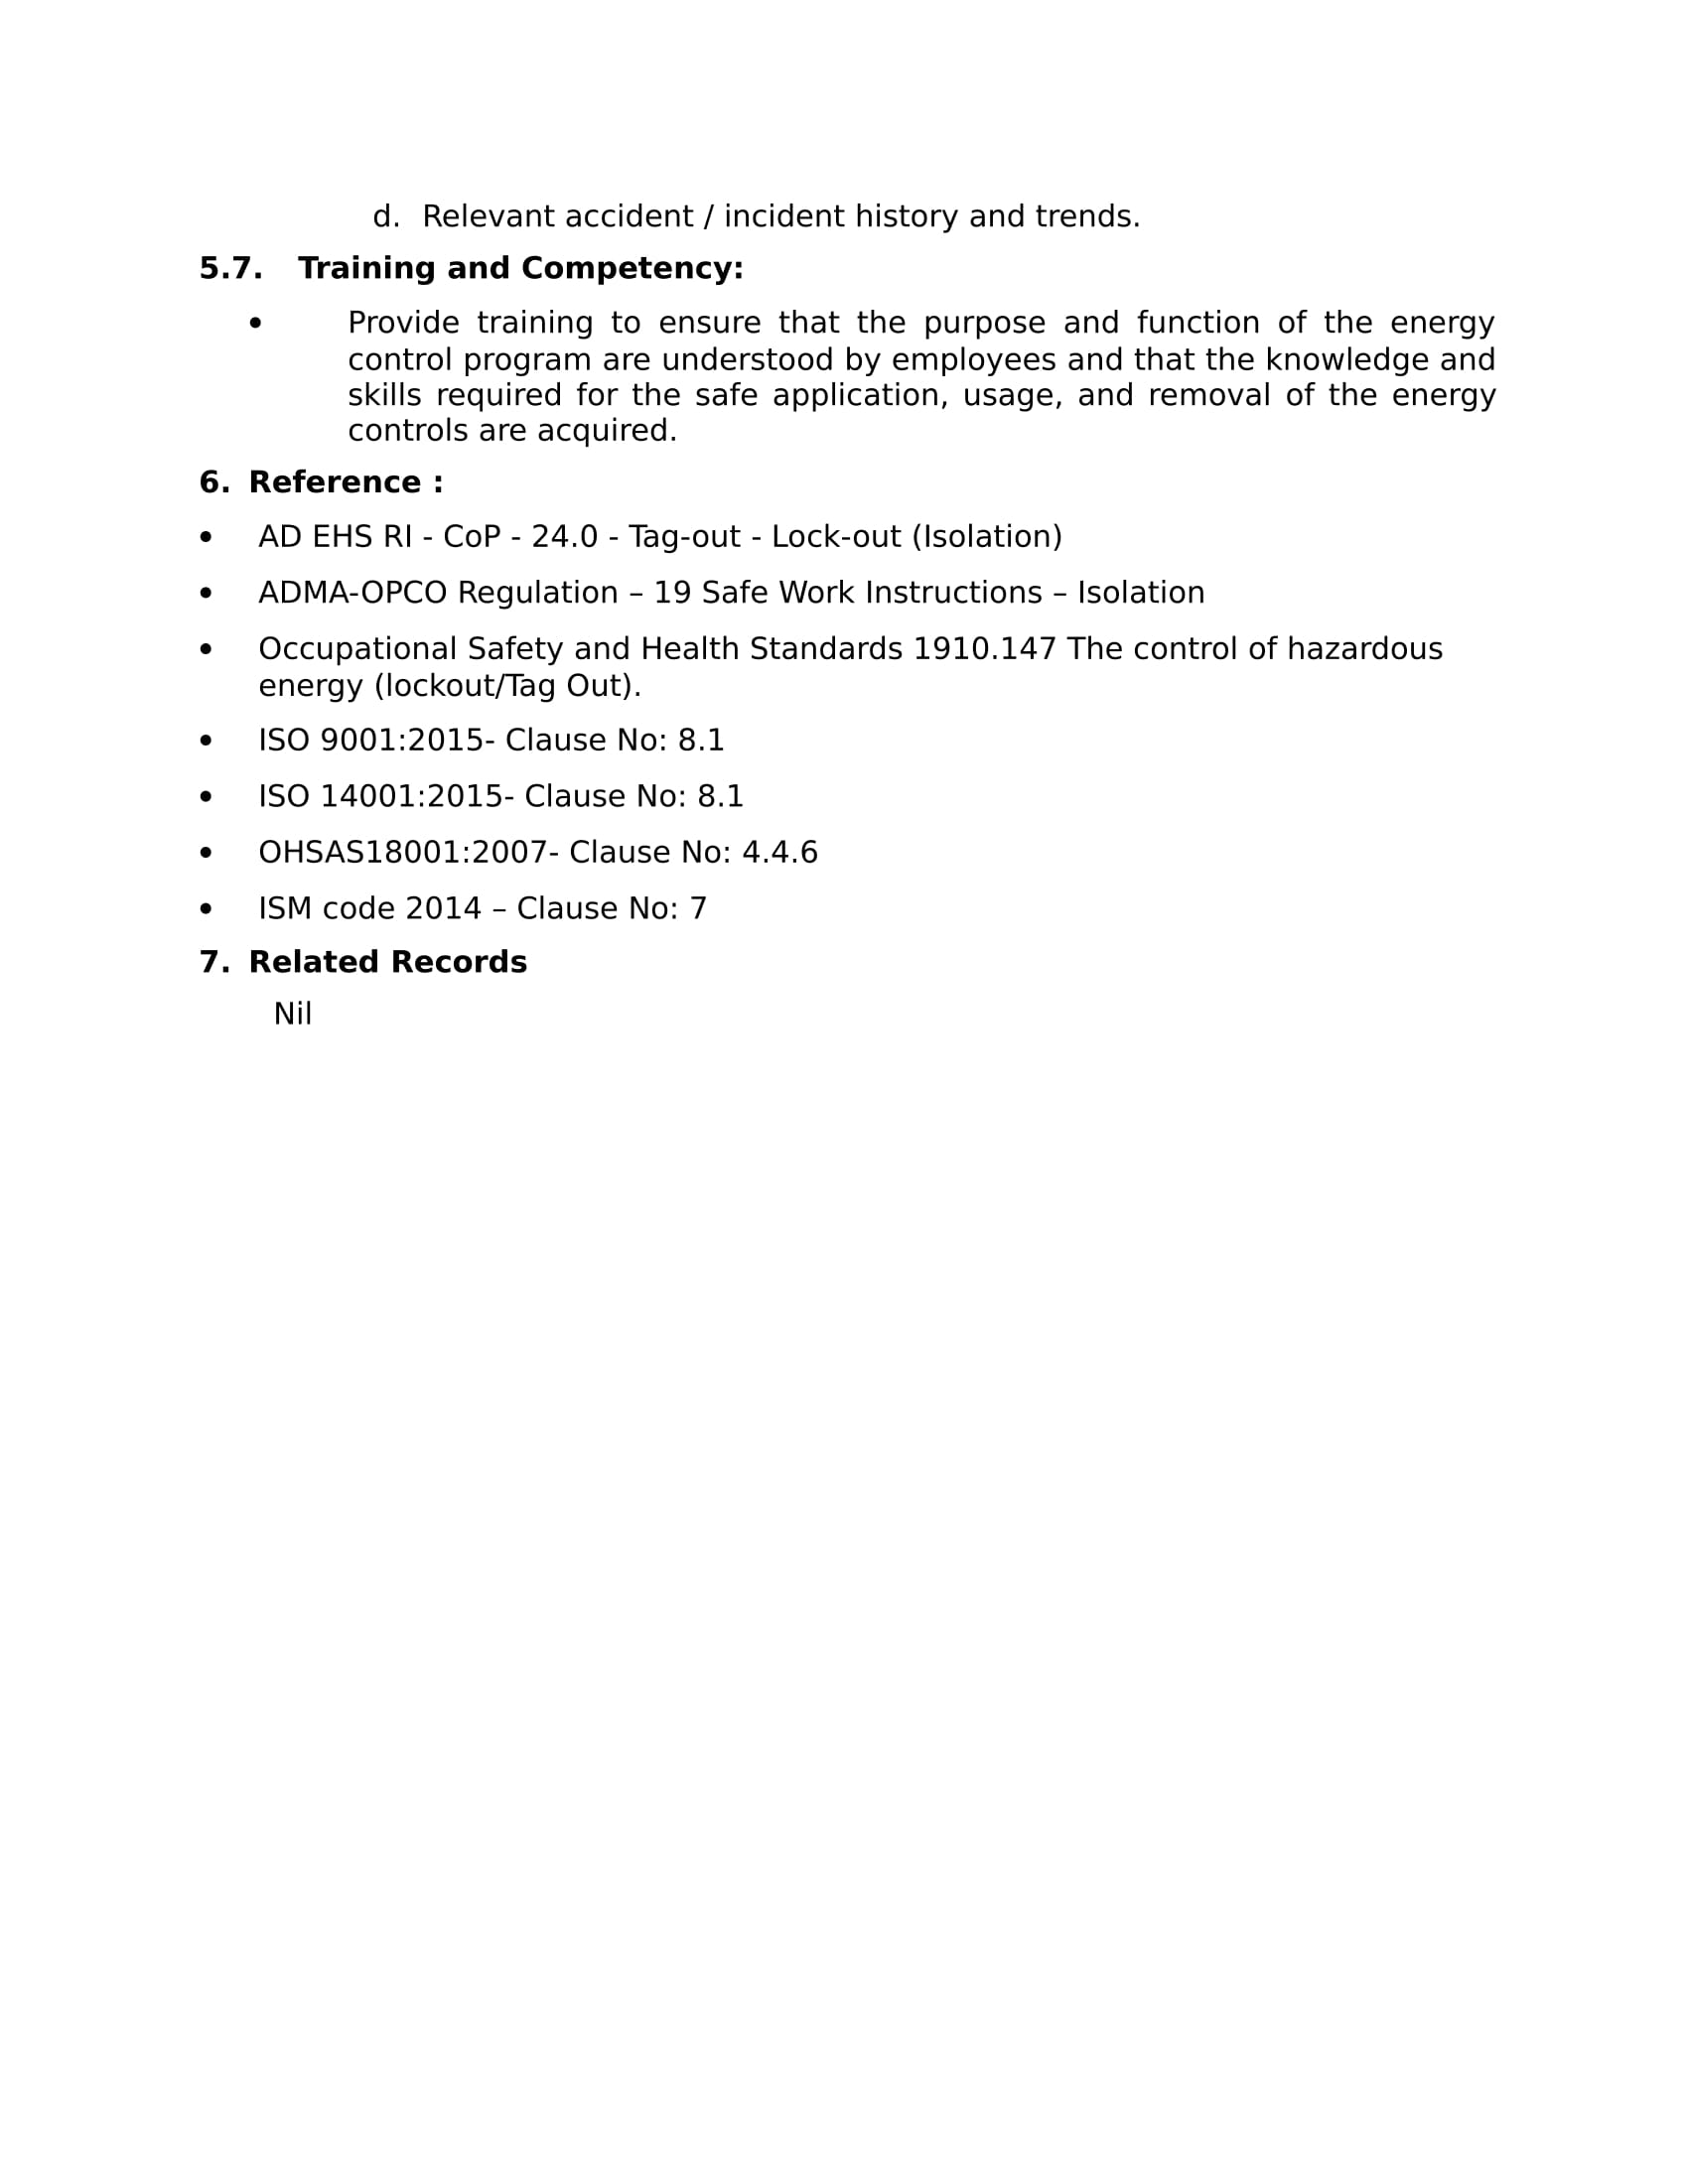 d. Relevant accident / incident history and trends.
5.7. Training and Competency:
• Provide training to ensure that the purpose and function of the energy
control program are understood by employees and that the knowledge and
skills required for the safe application, usage, and removal of the energy
controls are acquired.
6. Reference :
• AD EHS RI - CoP - 24.0 - Tag-out - Lock-out (Isolation)
• ADMA-OPCO Regulation – 19 Safe Work Instructions – Isolation
• Occupational Safety and Health Standards 1910.147 The control of hazardous
energy (lockout/Tag Out).
• ISO 9001:2015- Clause No: 8.1
• ISO 14001:2015- Clause No: 8.1
• OHSAS18001:2007- Clause No: 4.4.6
• ISM code 2014 – Clause No: 7
7. Related Records
Nil